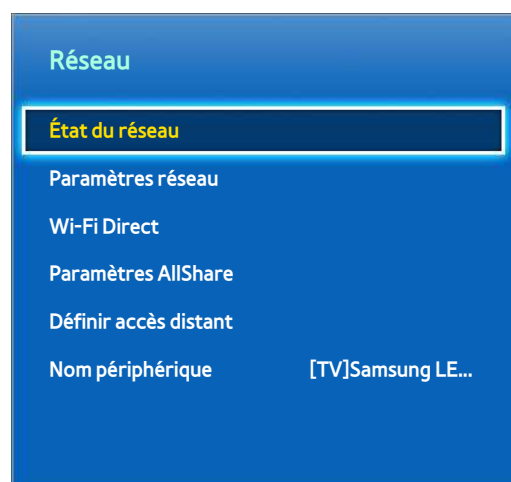 Réseau
État du réseau
Paramètres réseau
Wi-Fi Direct
Paramètres AllShare
Définir accès distant
Nom périphérique [TV]Samsung LE...